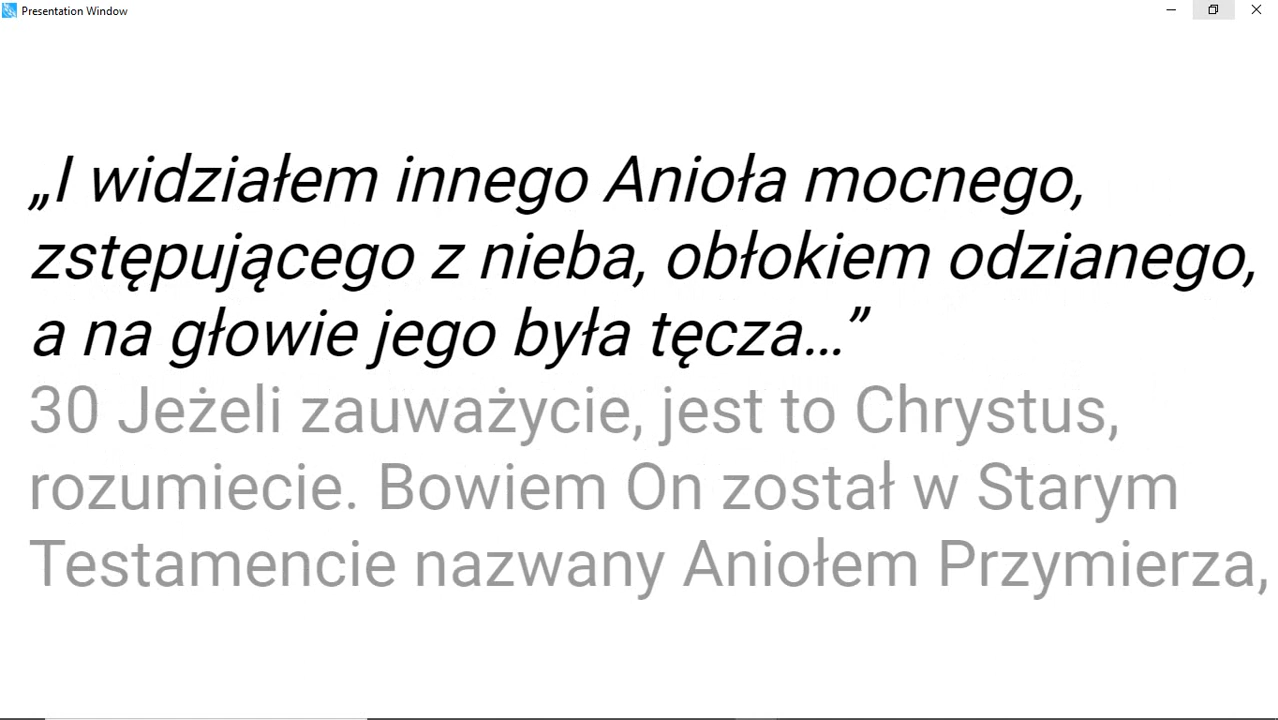 Presentation Window
„I widziałem innego Anioła mocnego,
zstępującego z nieba, obłokiem odzianego,
a na głowie jego była tęcza…”
30 Jeżeli zauważycie, jest to Chrystus,
rozumiecie. Bowiem On został w Starym
Testamencie nazwany Aniołem Przymierza,